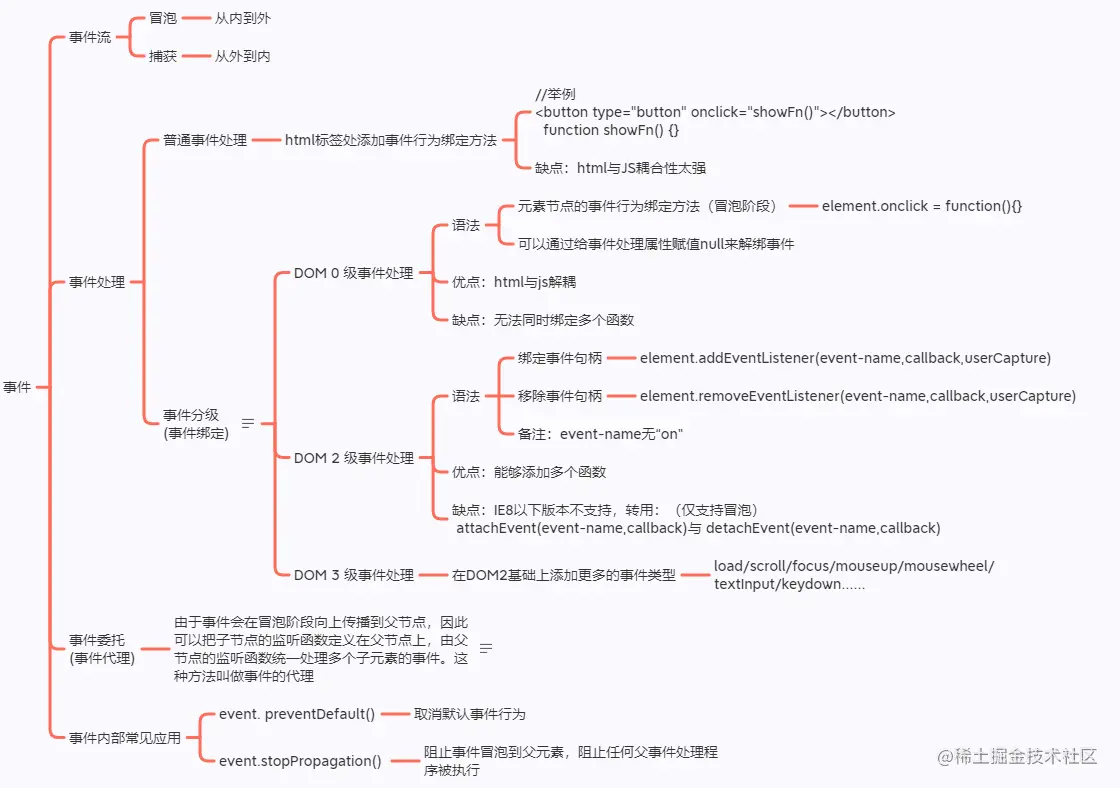 事件
事件流
冒泡
从内到外
捕获
从外到内
事件处理
普通事件处理
html标签处添加事件行为绑定方法
//举例
<button type="button" onclick="showFn()"></button>
function showFn() {}
缺点：html与JS耦合性太强
事件分级
(事件绑定)
DOM 0 级事件处理
语法
元素节点的事件行为绑定方法（冒泡阶段）
element.onclick = function(){}
可以通过给事件处理属性赋值null来解绑事件
优点：html与js解耦
缺点：无法同时绑定多个函数
DOM 2 级事件处理
语法
绑定事件句柄
element.addEventListener(event-name,callback,userCapture)
移除事件句柄
element.removeEventListener(event-name,callback,userCapture)
备注：event-name无“on"
优点：能够添加多个函数
缺点：IE8以下版本不支持，转用：（仅支持冒泡）
attachEvent(event-name,callback)与 detachEvent(event-name,callback)
DOM 3 级事件处理
在DOM2基础上添加更多的事件类型
load/scroll/focus/mouseup/mousewheel/
textInput/keydown......
事件委托
(事件代理)
由于事件会在冒泡阶段向上传播到父节点，因此
可以把子节点的监听函数定义在父节点上，由父
节点的监听函数统一处理多个子元素的事件。这
种方法叫做事件的代理
事件内部常见应用
event. preventDefault()
取消默认事件行为
event.stopPropagation()
阻止事件冒泡到父元素，阻止任何父事件处理程
序被执行
@稀土掘金技术社区